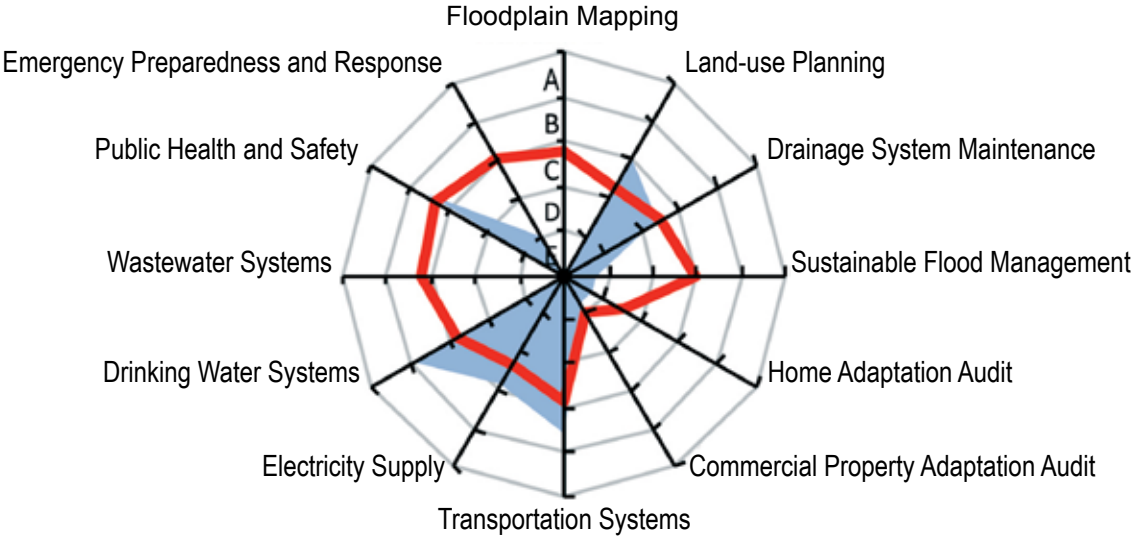 Floodplain Mapping
Emergency Preparedness and Response
Land-use Planning
A
B
Public Health and Safety
Drainage System Maintenance
C
D
E
Wastewater Systems
Sustainable Flood Management
Drinking Water Systems
Home Adaptation Audit
Electricity Supply
Commercial Property Adaptation Audit
Transportation Systems